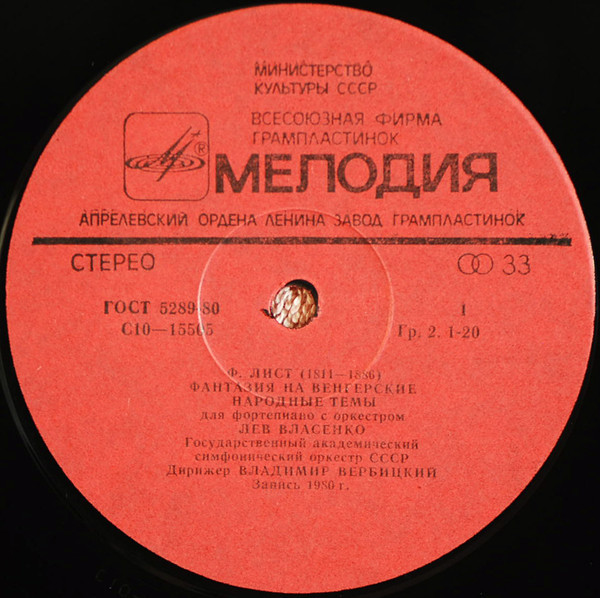 МИНИСТЕРСТВО
КУЛЬТУРЫ СССР
ВСЕСОЮЗНАЯ ФИРМА
ГРАМПЛАСТИНОК
® МЕЛОДИЯ
АПРЕЛЕВСКИЙ ОРДЕНА ЛЕНИНА ЗАВОД ГРАМПЛАСТИНОК
СТЕРЕО 33
ГОСТ 5289-80 1
С10—15505 Гр. 2. 1-20
Ф. ЛИСТ (1811—1886)
ФАНТАЗИЯ НА ВЕНГЕРСКИЕ
НАРОДНЫЕ ТЕМЫ
для фортепиано с оркестром
ЛЕВ ВЛАСЕНКО
Государственный академический
симфонический оркестр СССР
Дирижер ВЛАДИМИР ВЕРБИЦКИЙ
Запись 1980 г.